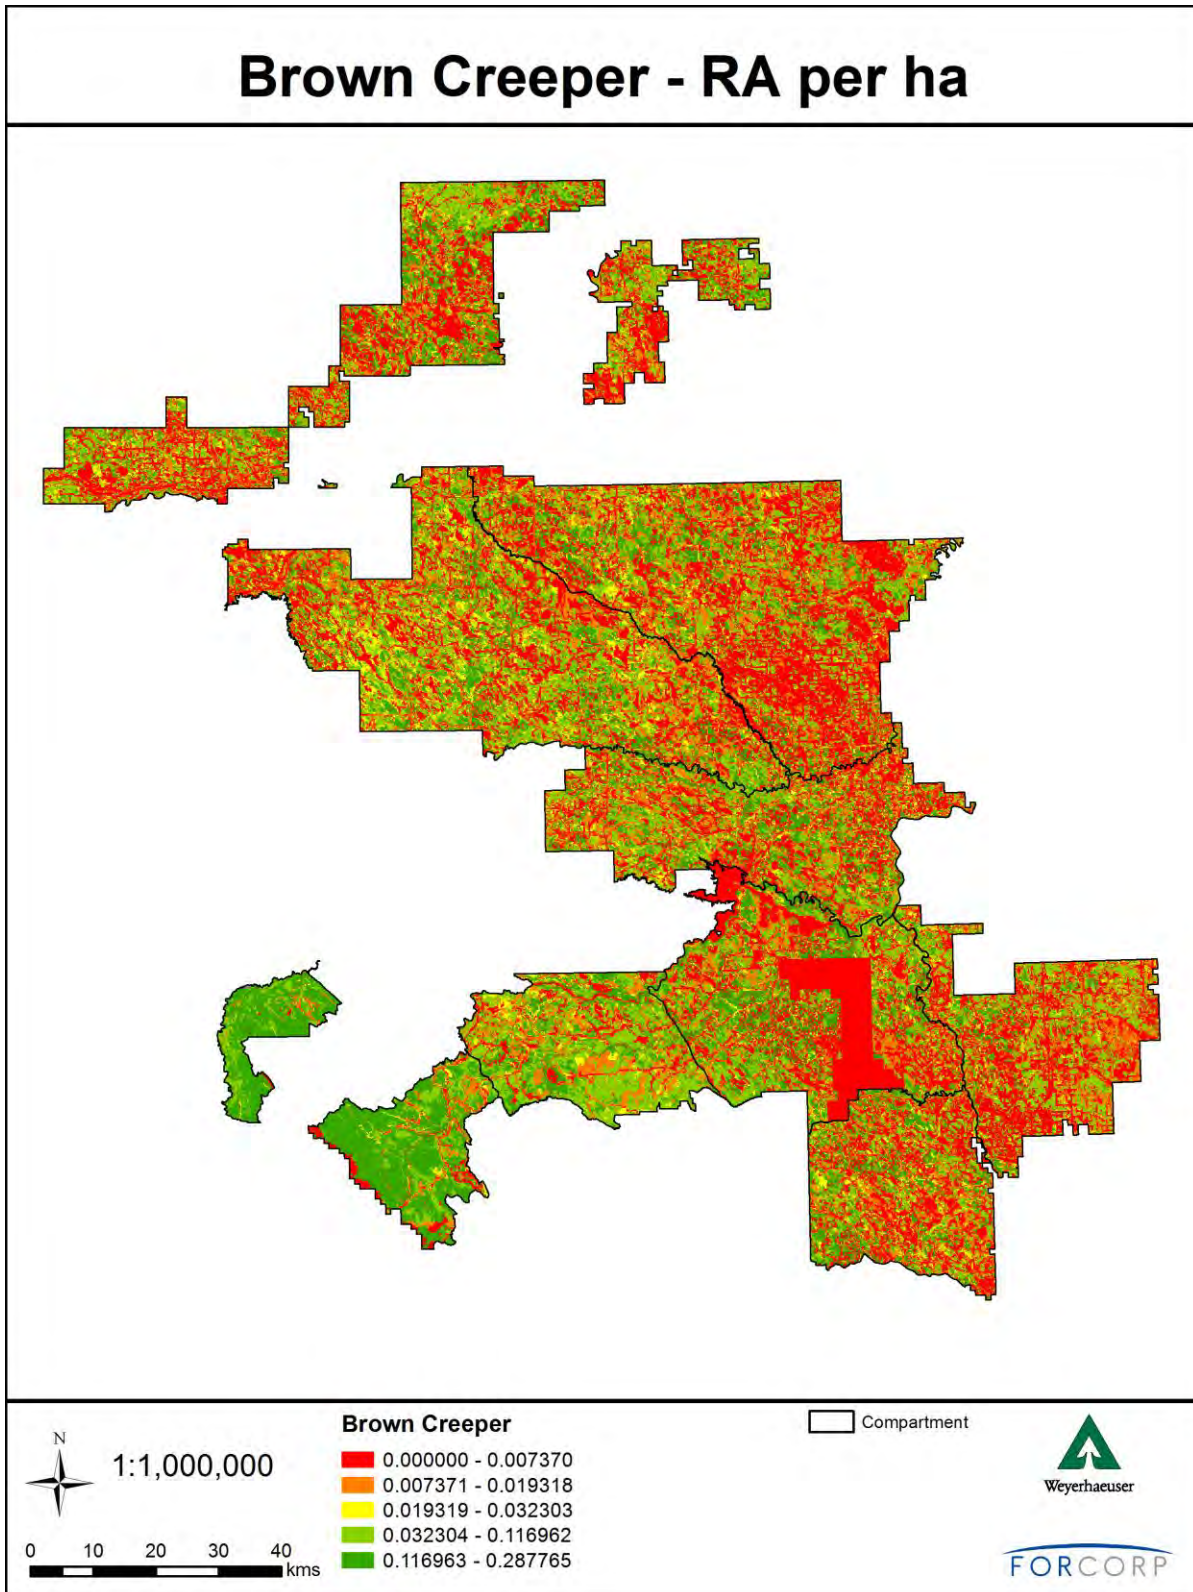 Brown Creeper - RA per ha
N
1:1,000,000
0 10 20 30 40
kms
Brown Creeper
0.000000 - 0.007370
0.007371 - 0.019318
0.019319 - 0.032303
0.032304 - 0.116962
0.116963 - 0.287765
Compartment
Weyerhaeuser
FORCORP